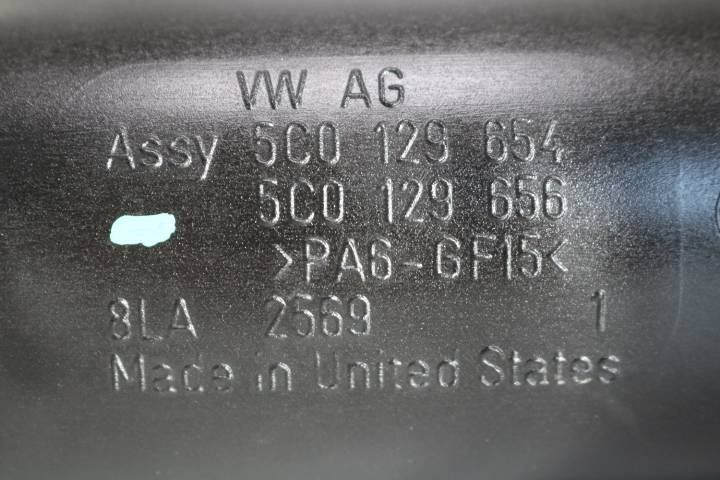 VW AG
Assy 5C0 129 654
5C0 129 656
>PA6-GF15<
8LA 2569 1
Made in United States